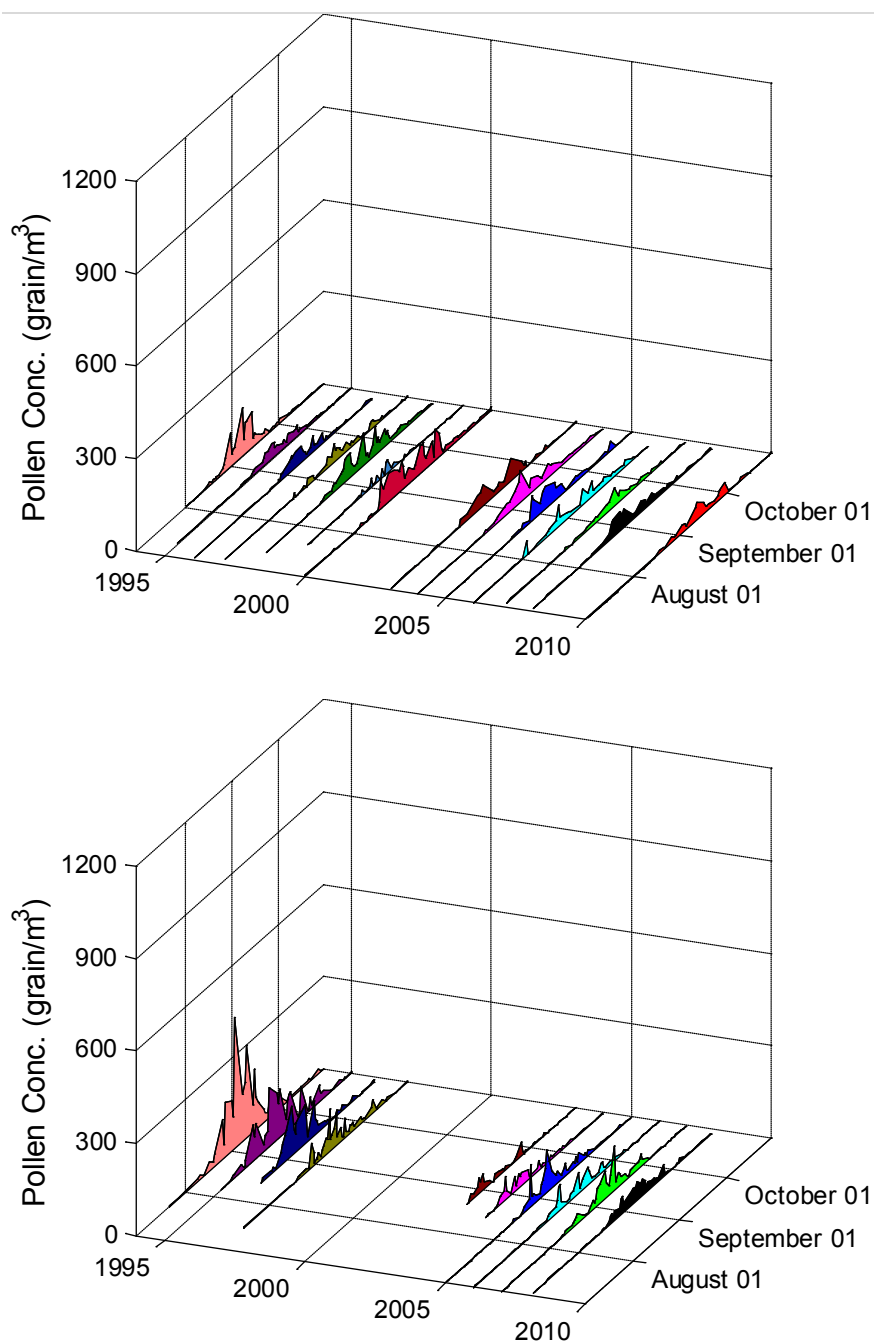 1200
900
600
300
0
Pollen Conc. (grain/m³)
1995
2000
2005
2010
October 01
September 01
August 01
1200
900
600
300
0
Pollen Conc. (grain/m³)
1995
2000
2005
2010
October 01
September 01
August 01